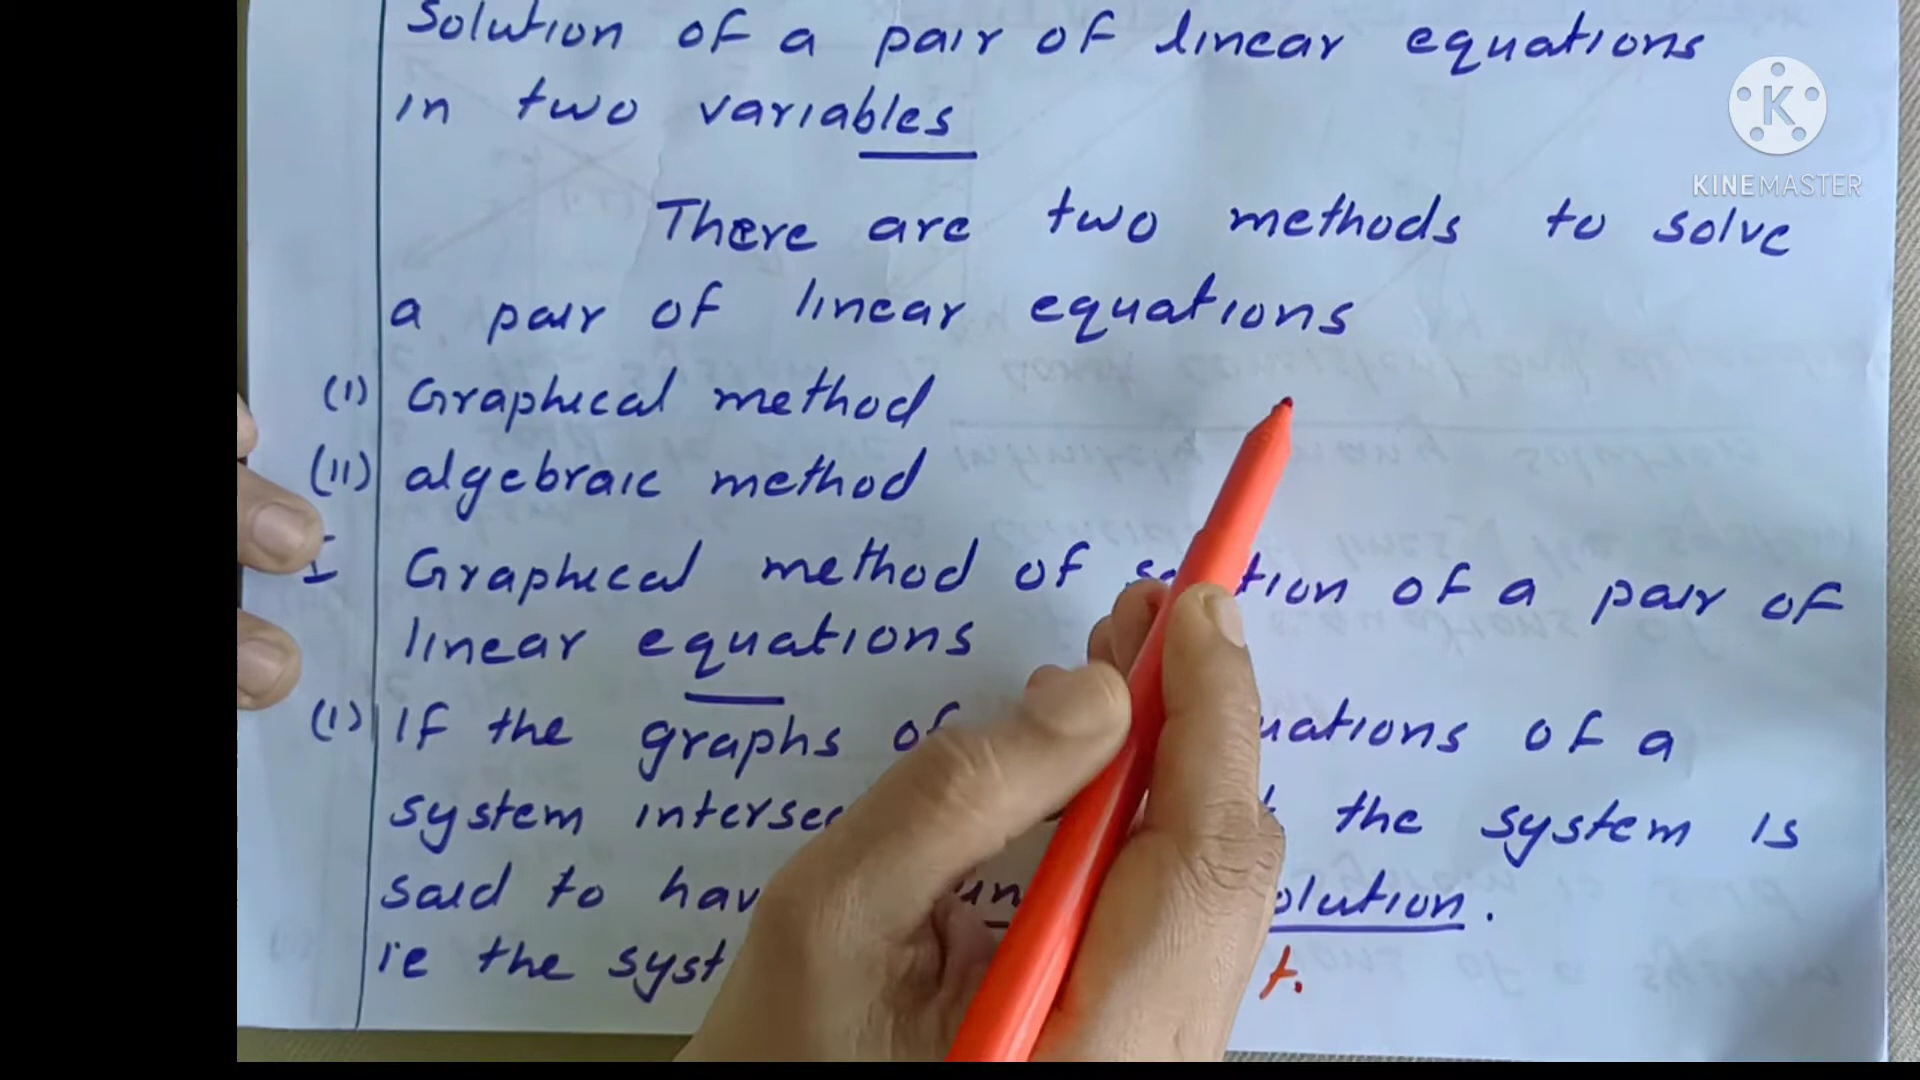 Solution of a pair of linear equations
in two variables
There are two methods to solve
a pair of linear equations
(I) Graphical method
(II) algebraic method
I Graphical method of solution of a pair of
linear equations
(I) If the graphs of uations of a
system interse the system is
said to hav un olution.
ie the syst t.
K
KINEMASTER